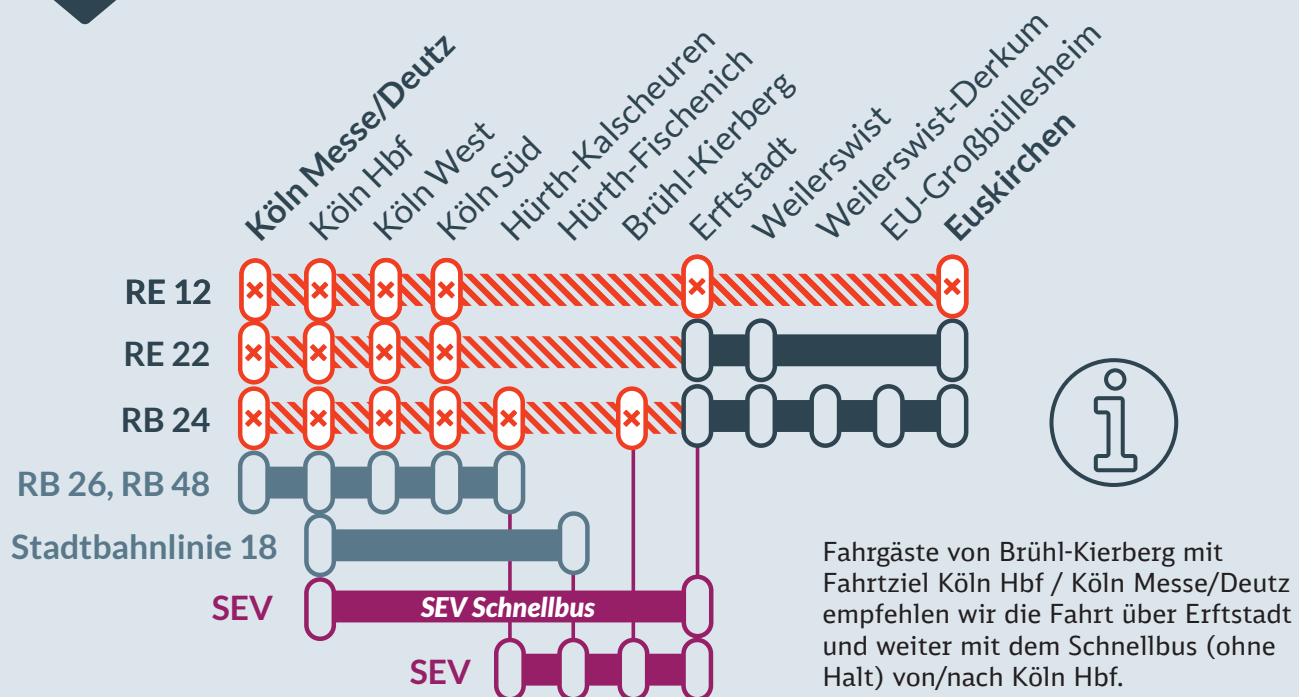 Köln Messe/Deutz
Köln Hbf
Köln West
Köln Süd
Hürth-Kalscheuren
Hürth-Fischenich
Brühl-Kierberg
Erftstadt
Weilerswist
Weilerswist-Derkum
EU-Großbüllesheim
Euskirchen
RE 12
RE 22
RB 24
RB 26, RB 48
Stadtbahnlinie 18
SEV
SEV Schnellbus
SEV
Fahrgäste von Brühl-Kierberg mit
Fahrtziel Köln Hbf / Köln Messe/Deutz
empfehlen wir die Fahrt über Erftstadt
und weiter mit dem Schnellbus (ohne
Halt) von/nach Köln Hbf.